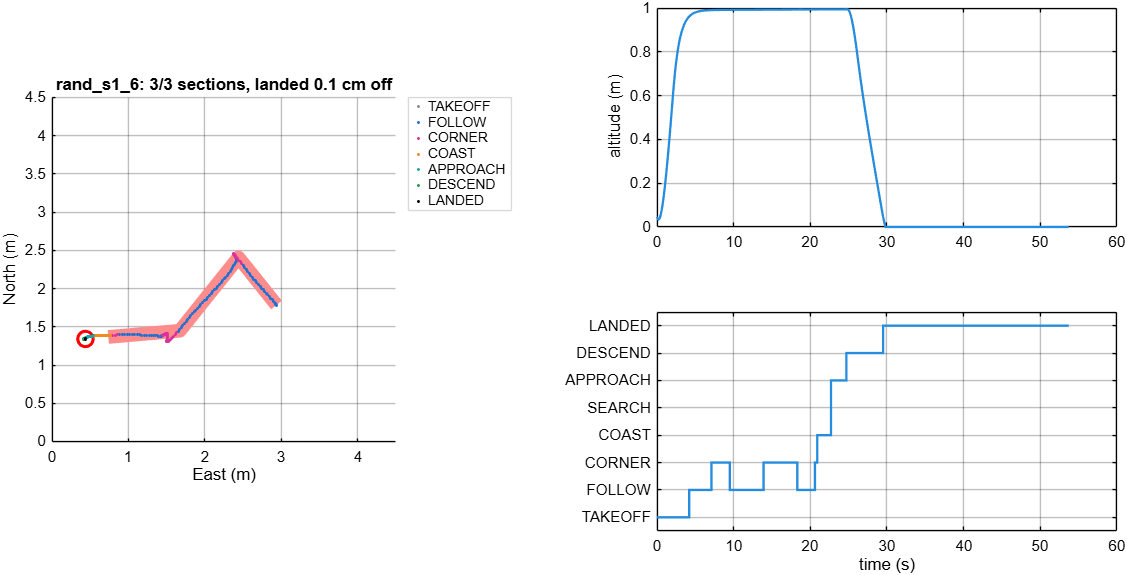 rand_s1_6: 3/3 sections, landed 0.1 cm off
4.5
4
3.5
3
2.5
2
1.5
1
0.5
0
North (m)
0 1 2 3 4
East (m)
TAKEOFF
FOLLOW
CORNER
COAST
APPROACH
DESCEND
LANDED
1
0.8
0.6
0.4
0.2
0
altitude (m)
0 10 20 30 40 50 60
LANDED
DESCEND
APPROACH
SEARCH
COAST
CORNER
FOLLOW
TAKEOFF
0 10 20 30 40 50 60
time (s)